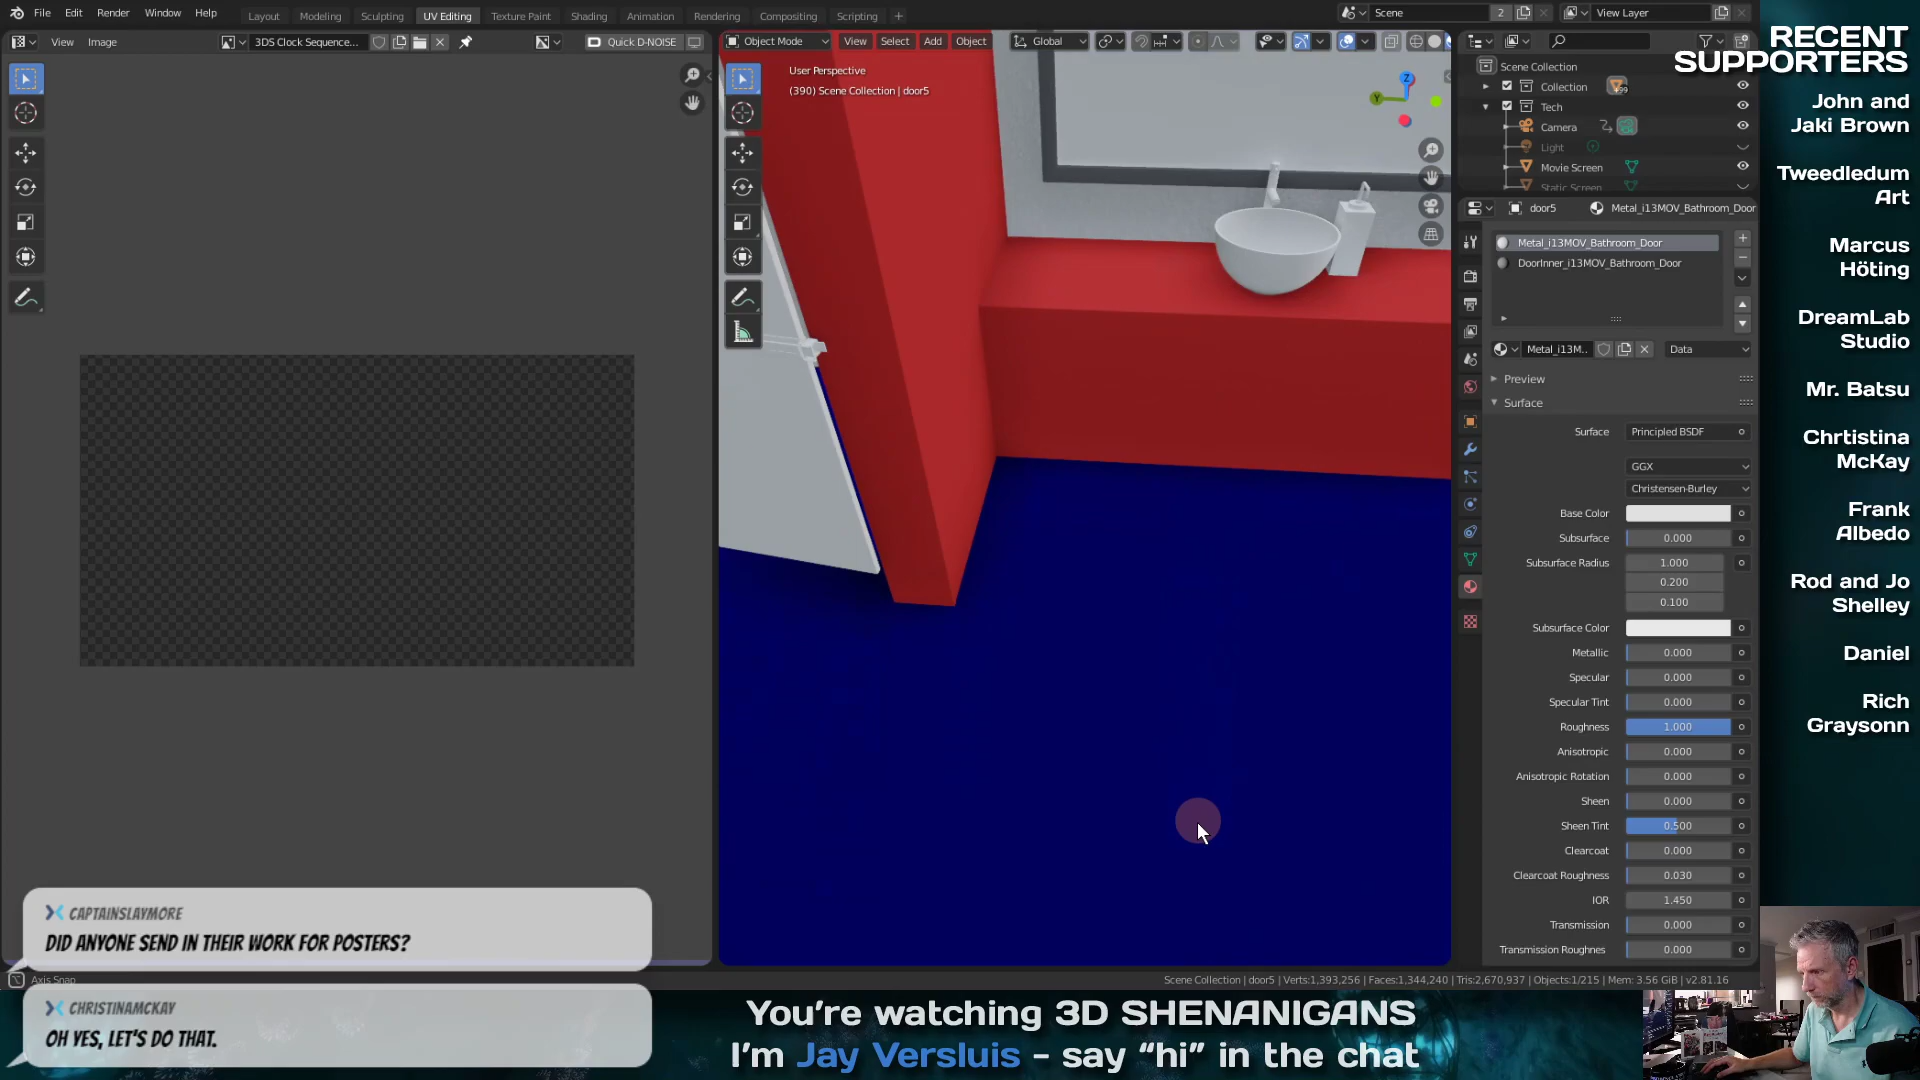 File Edit Render Window Help
Layout Modeling Sculpting UV Editing Texture Paint Shading Animation Rendering Compositing Scripting
Scene 2 View Layer
View Image 3DS Clock Sequence... Quick D-NOISE
Object Mode View Select Add Object Global
User Perspective
(390) Scene Collection | door5
Z
Y
Scene Collection
Collection
Tech
Camera
Light
Movie Screen
Static Screen
door5 Metal_i13MOV_Bathroom_Door
Metal_i13MOV_Bathroom_Door
DoorInner_i13MOV_Bathroom_Door
Metal_i13M.. Data
Preview
Surface
Surface Principled BSDF
GGX
Christensen-Burley
Base Color
Subsurface 0.000
Subsurface Radius 1.000
0.200
0.100
Subsurface Color
Metallic 0.000
Specular 0.000
Specular Tint 0.000
Roughness 1.000
Anisotropic 0.000
Anisotropic Rotation 0.000
Sheen 0.000
Sheen Tint 0.500
Clearcoat 0.000
Clearcoat Roughness 0.030
IOR 1.450
Transmission 0.000
Transmission Roughnes 0.000
Axis Snap
Scene Collection | door5 | Verts:1,393,256 | Faces:1,344,240 | Tris:2,670,937 | Objects:1/215 | Mem: 3.56 GiB | v2.81.16
CAPTAINSLAYMORE
DID ANYONE SEND IN THEIR WORK FOR POSTERS?
CHRISTINAMCKAY
OH YES, LET'S DO THAT.
You're watching 3D SHENANIGANS
I'm Jay Versluis – say "hi" in the chat
RECENT
SUPPORTERS
John and
Jaki Brown
Tweedledum
Art
Marcus
Höting
DreamLab
Studio
Mr. Batsu
Chrtistina
McKay
Frank
Albedo
Rod and Jo
Shelley
Daniel
Rich
Graysonn